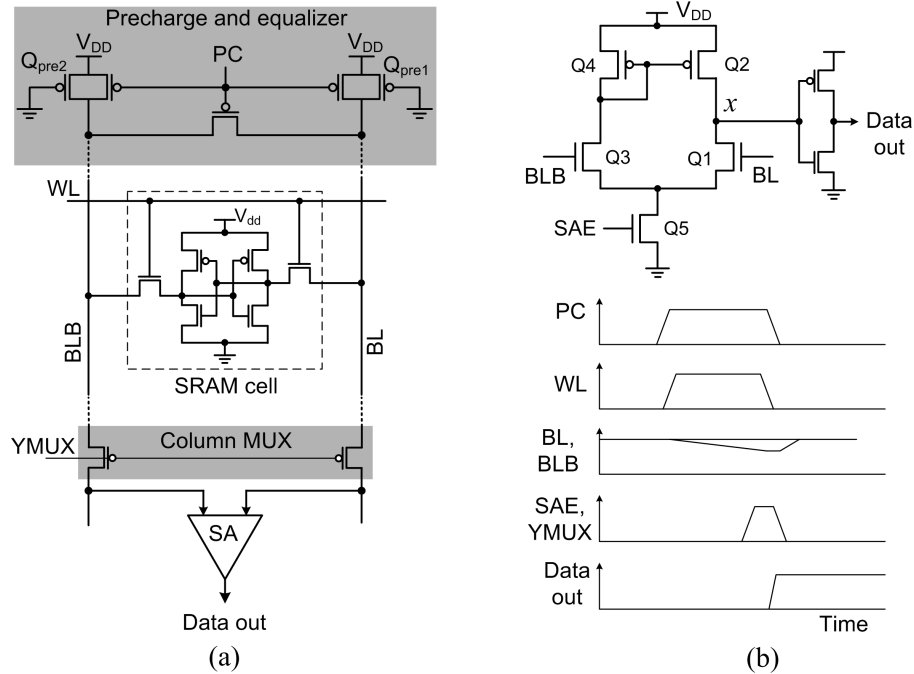 Precharge and equalizer
VDD
VDD
Qpre2
PC
Qpre1
WL
Vdd
BLB
BL
SRAM cell
YMUX
Column MUX
SA
Data out
(a)
VDD
Q4
Q2
x
Data
out
Q3
Q1
BLB
BL
SAE
Q5
PC
WL
BL,
BLB
SAE,
YMUX
Data
out
Time
(b)